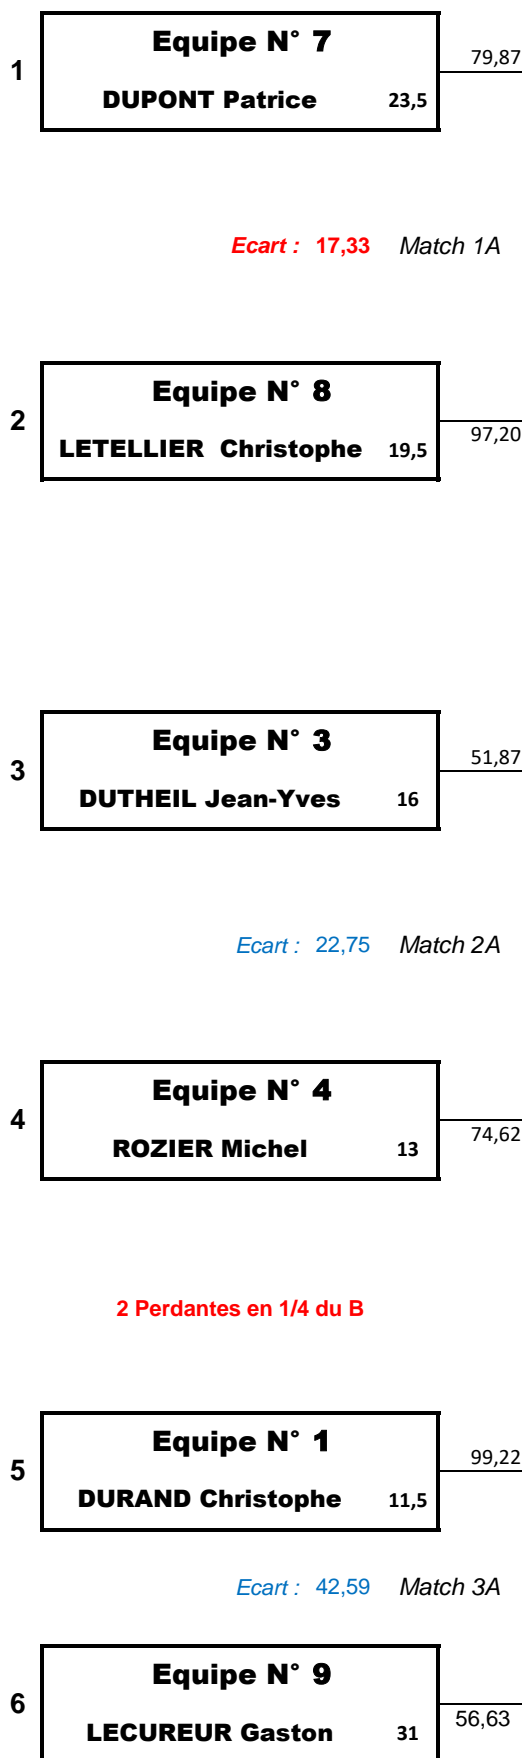 Equipe N° 7
79,87
1
DUPONT Patrice 23,5
Ecart : 17,33 Match 1A
Equipe N° 8
2
97,20
LETELLIER Christophe 19,5
Equipe N° 3
51,87
3
DUTHEIL Jean-Yves 16
Ecart : 22,75 Match 2A
Equipe N° 4
4
74,62
ROZIER Michel 13
2 Perdantes en 1/4 du B
Equipe N° 1
99,22
5
DURAND Christophe 11,5
Ecart : 42,59 Match 3A
Equipe N° 9
6
56,63
LECUREUR Gaston 31